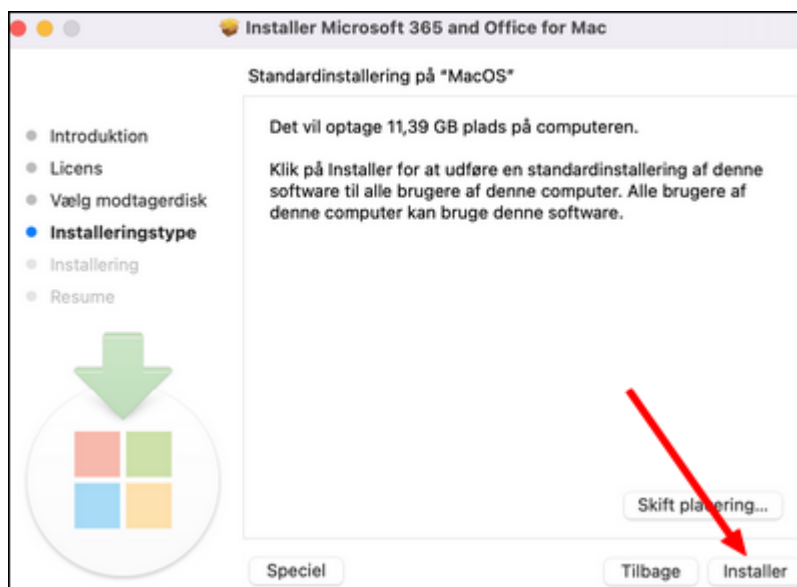 Installer Microsoft 365 and Office for Mac
Standardinstallering på "MacOS"
Introduktion
Licens
Vælg modtagerdisk
Installeringstype
Installering
Resume
Det vil optage 11,39 GB plads på computeren.
Klik på Installer for at udføre en standardinstallering af denne
software til alle brugere af denne computer. Alle brugere af
denne computer kan bruge denne software.
Skift placering...
Speciel
Tilbage
Installer